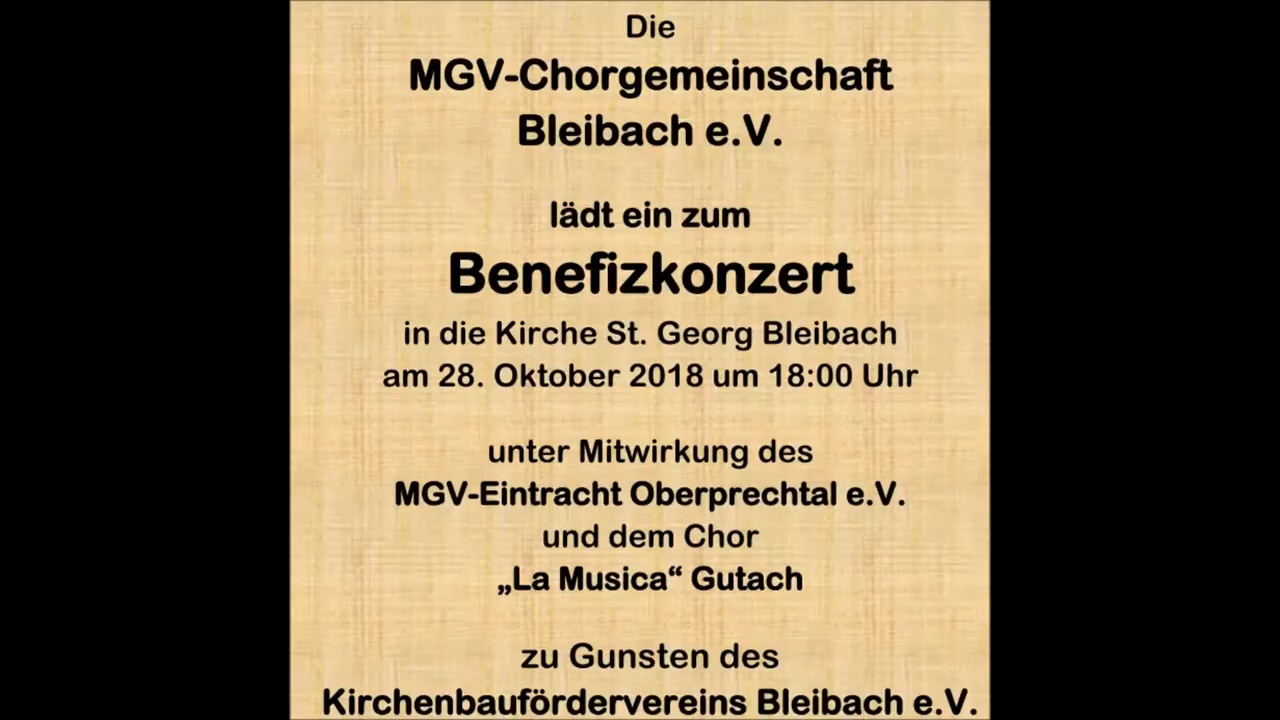 Die
MGV-Chorgemeinschaft
Bleibach e.V.
lädt ein zum
Benefizkonzert
in die Kirche St. Georg Bleibach
am 28. Oktober 2018 um 18:00 Uhr
unter Mitwirkung des
MGV-Eintracht Oberprechtal e.V.
und dem Chor
„La Musica“ Gutach
zu Gunsten des
Kirchenbaufördervereins Bleibach e.V.